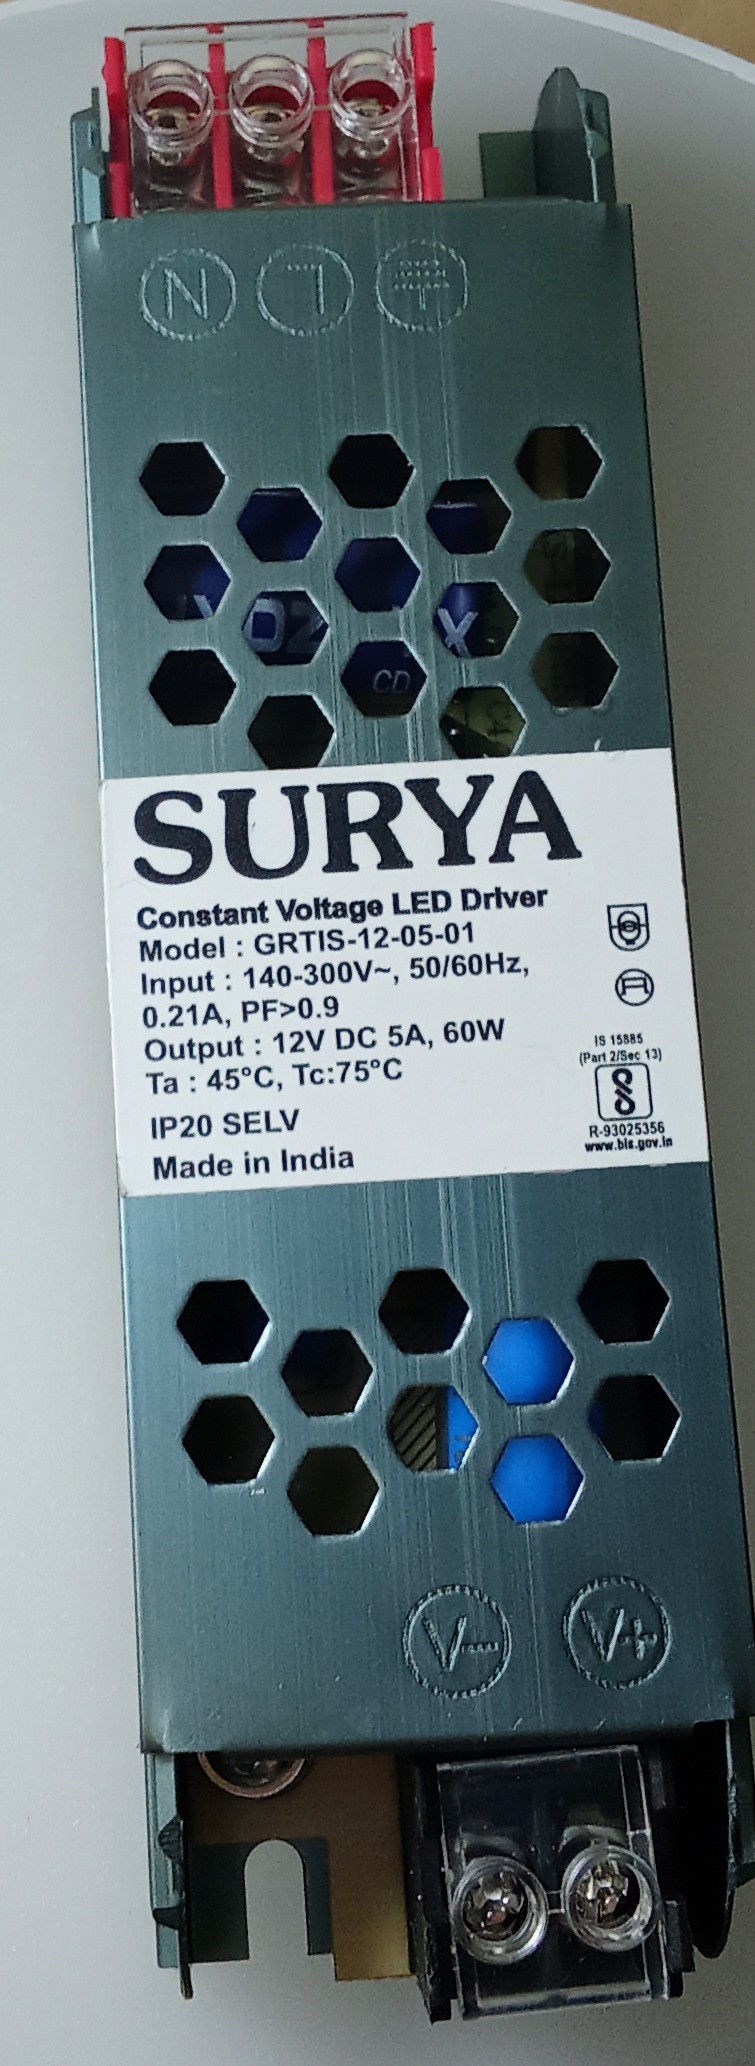 N L
OZ X
CD
SURYA
Constant Voltage LED Driver
Model : GRTIS-12-05-01
Input : 140-300V~, 50/60Hz,
0.21A, PF>0.9
Output : 12V DC 5A, 60W
Ta : 45°C, Tc:75°C
IP20 SELV
Made in India
IS 15885
(Part 2/Sec 13)
R-93025356
www.bis.gov.in
V- V+